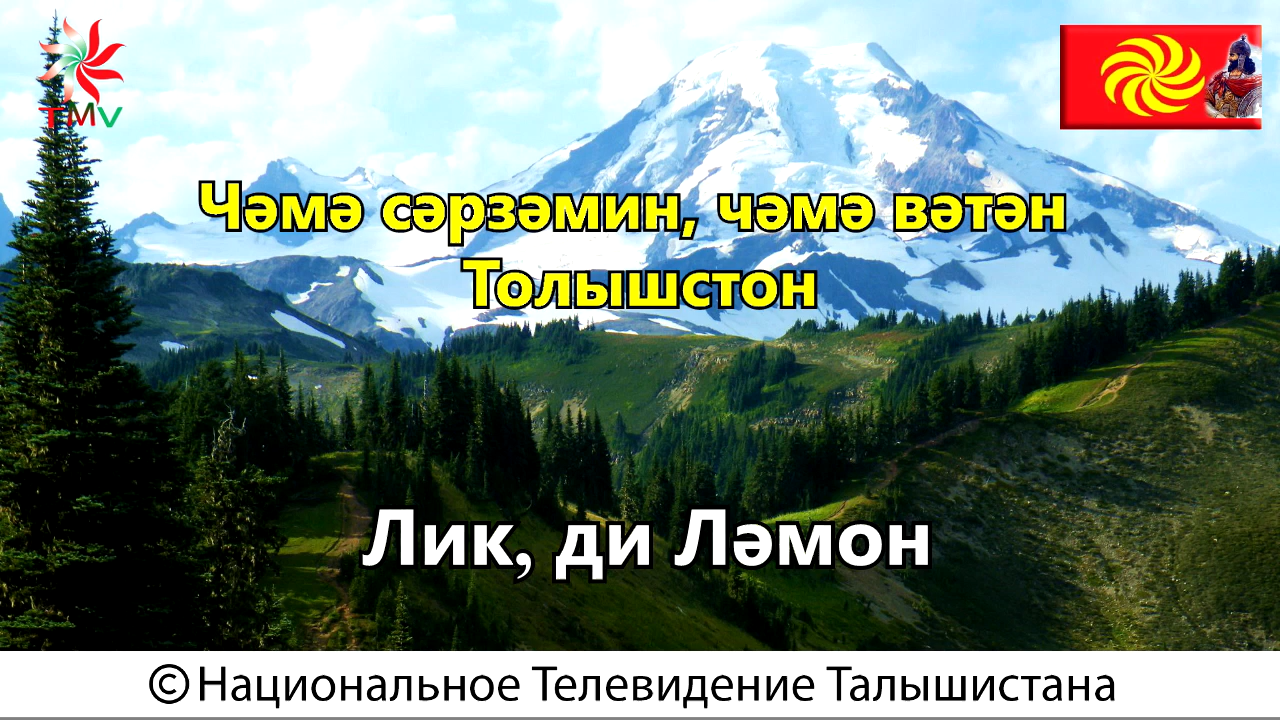 TMV
Чәмә сәрзәмин, чәмә вәтән
Толышстон
Лик, ди Ләмон
©Национальное Телевидение Талышистана